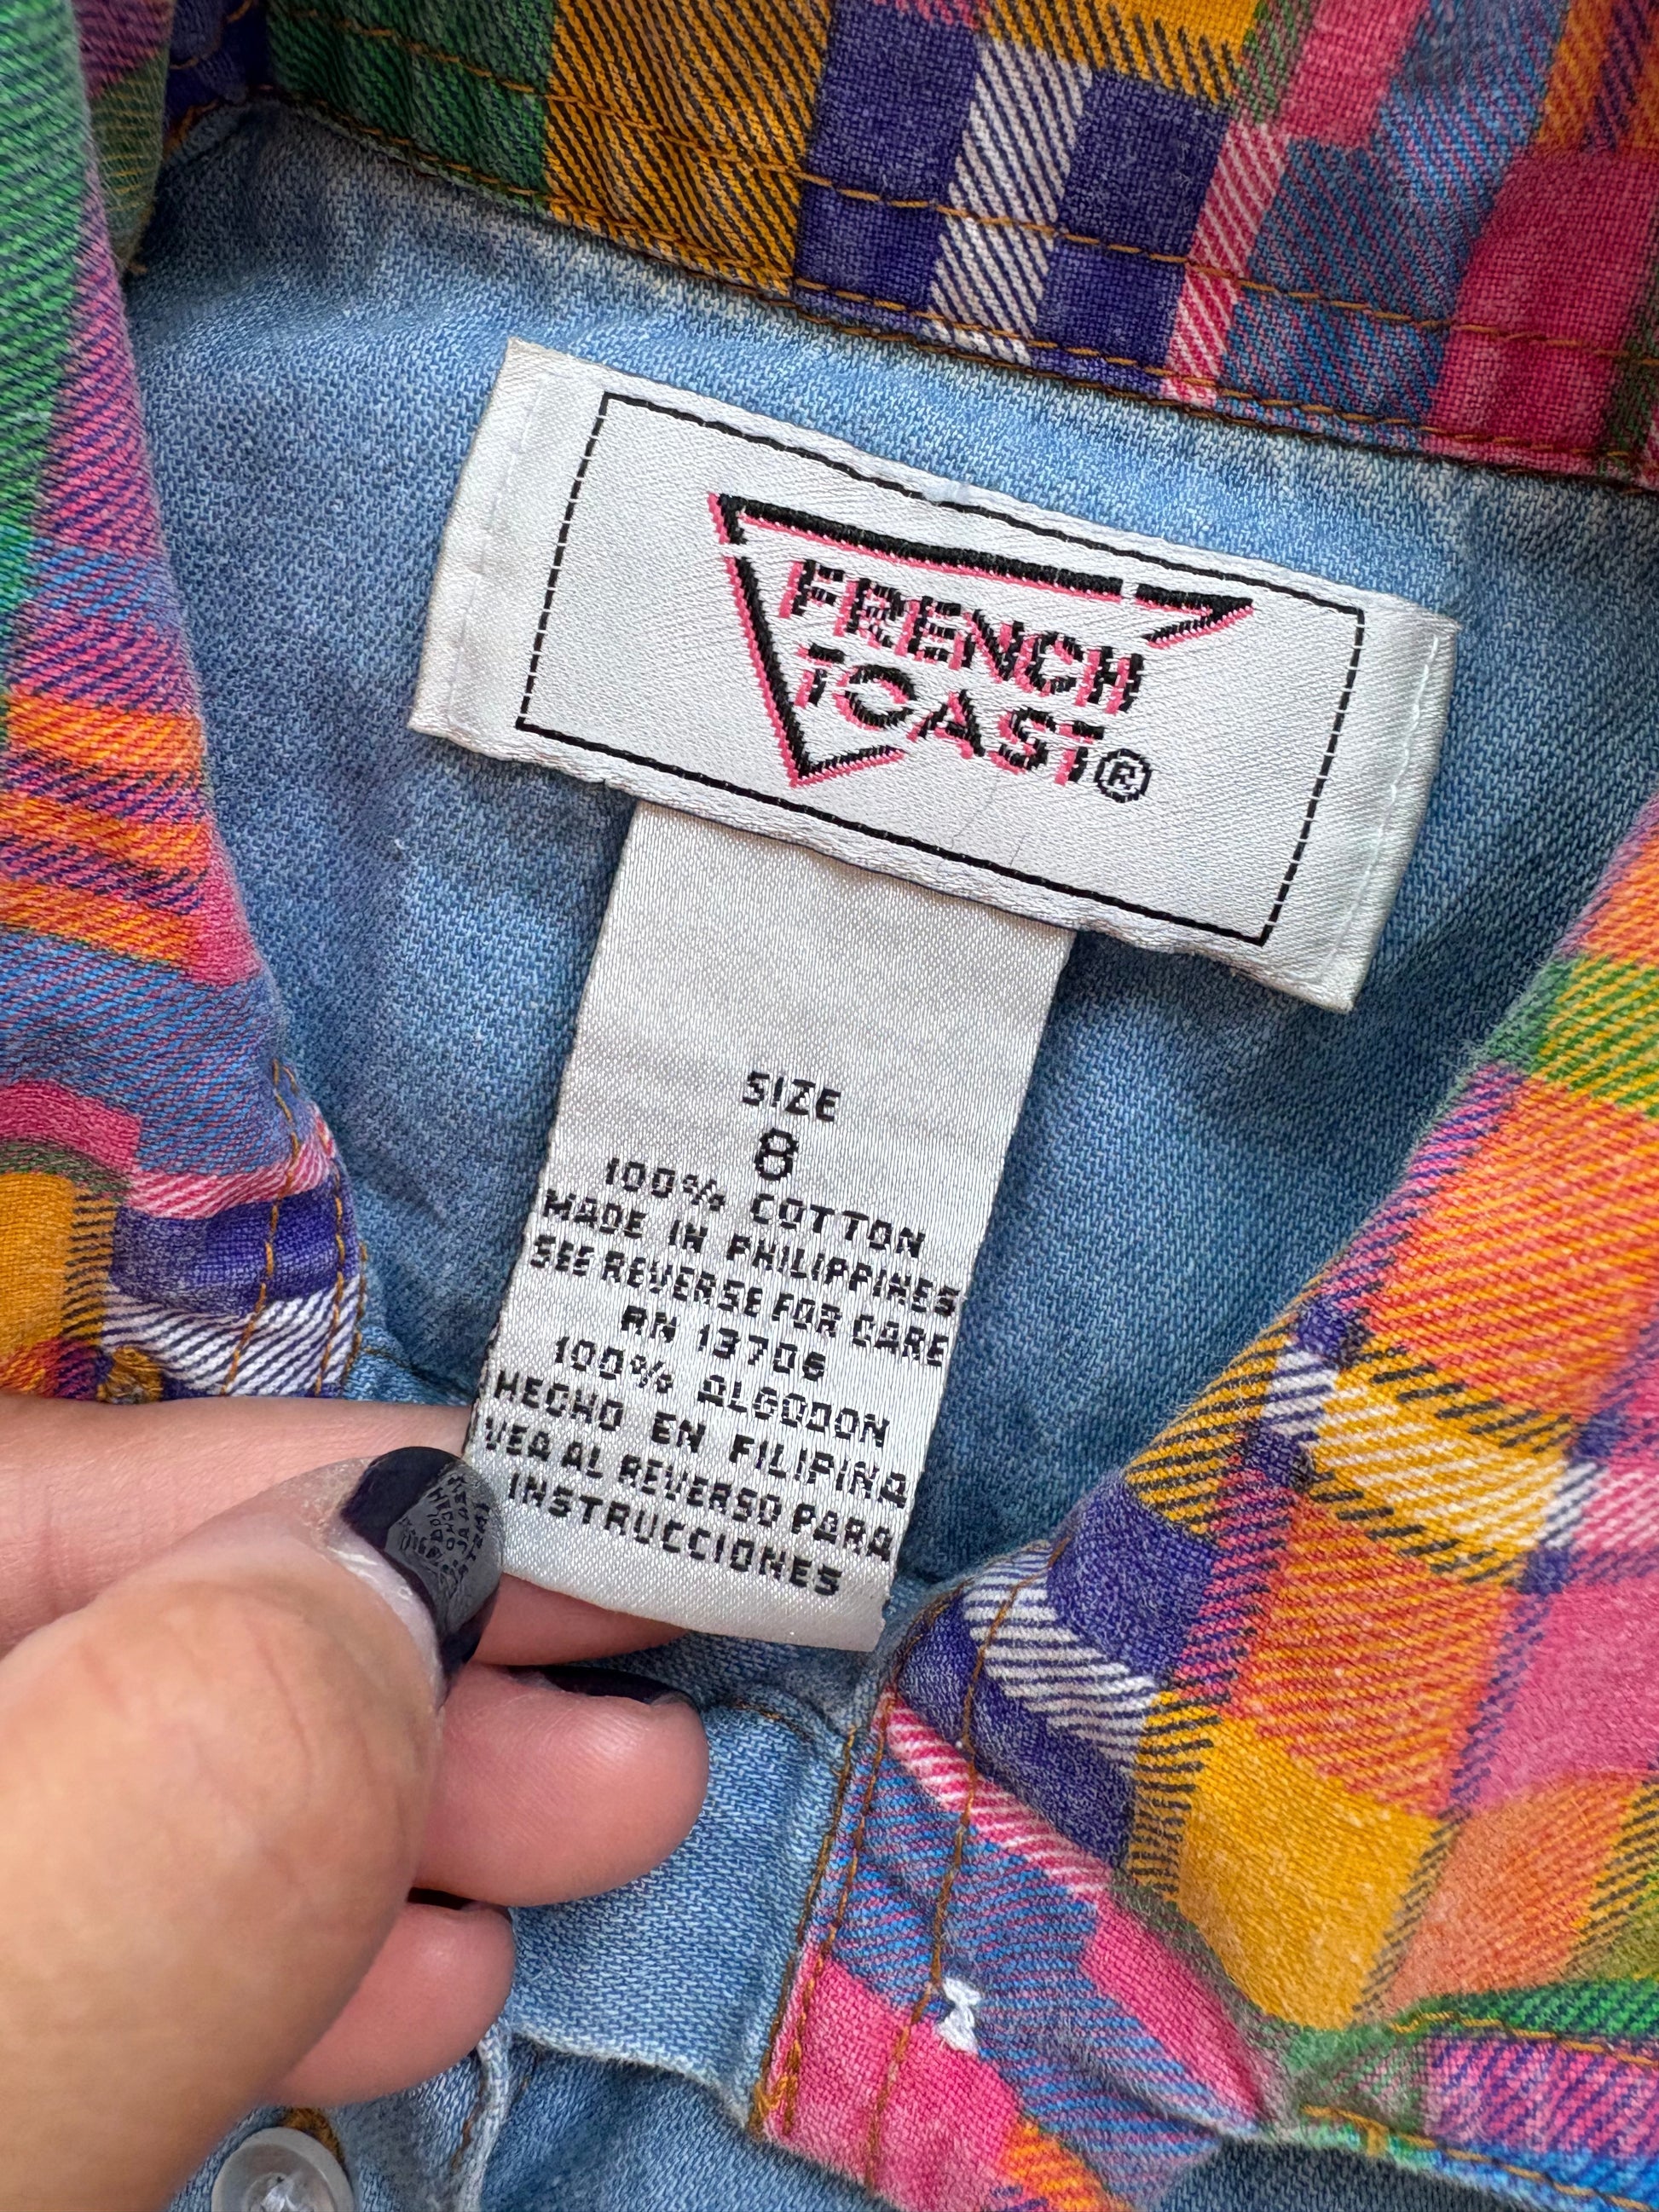 FRENCH
TOAST®
SIZE
8
100% COTTON
MADE IN PHILIPPINES
SEE REVERSE FOR CARE
RN 13706
100% ALGODON
HECHO EN FILIPINA
VEA AL REVERSO PARA
INSTRUCCIONES